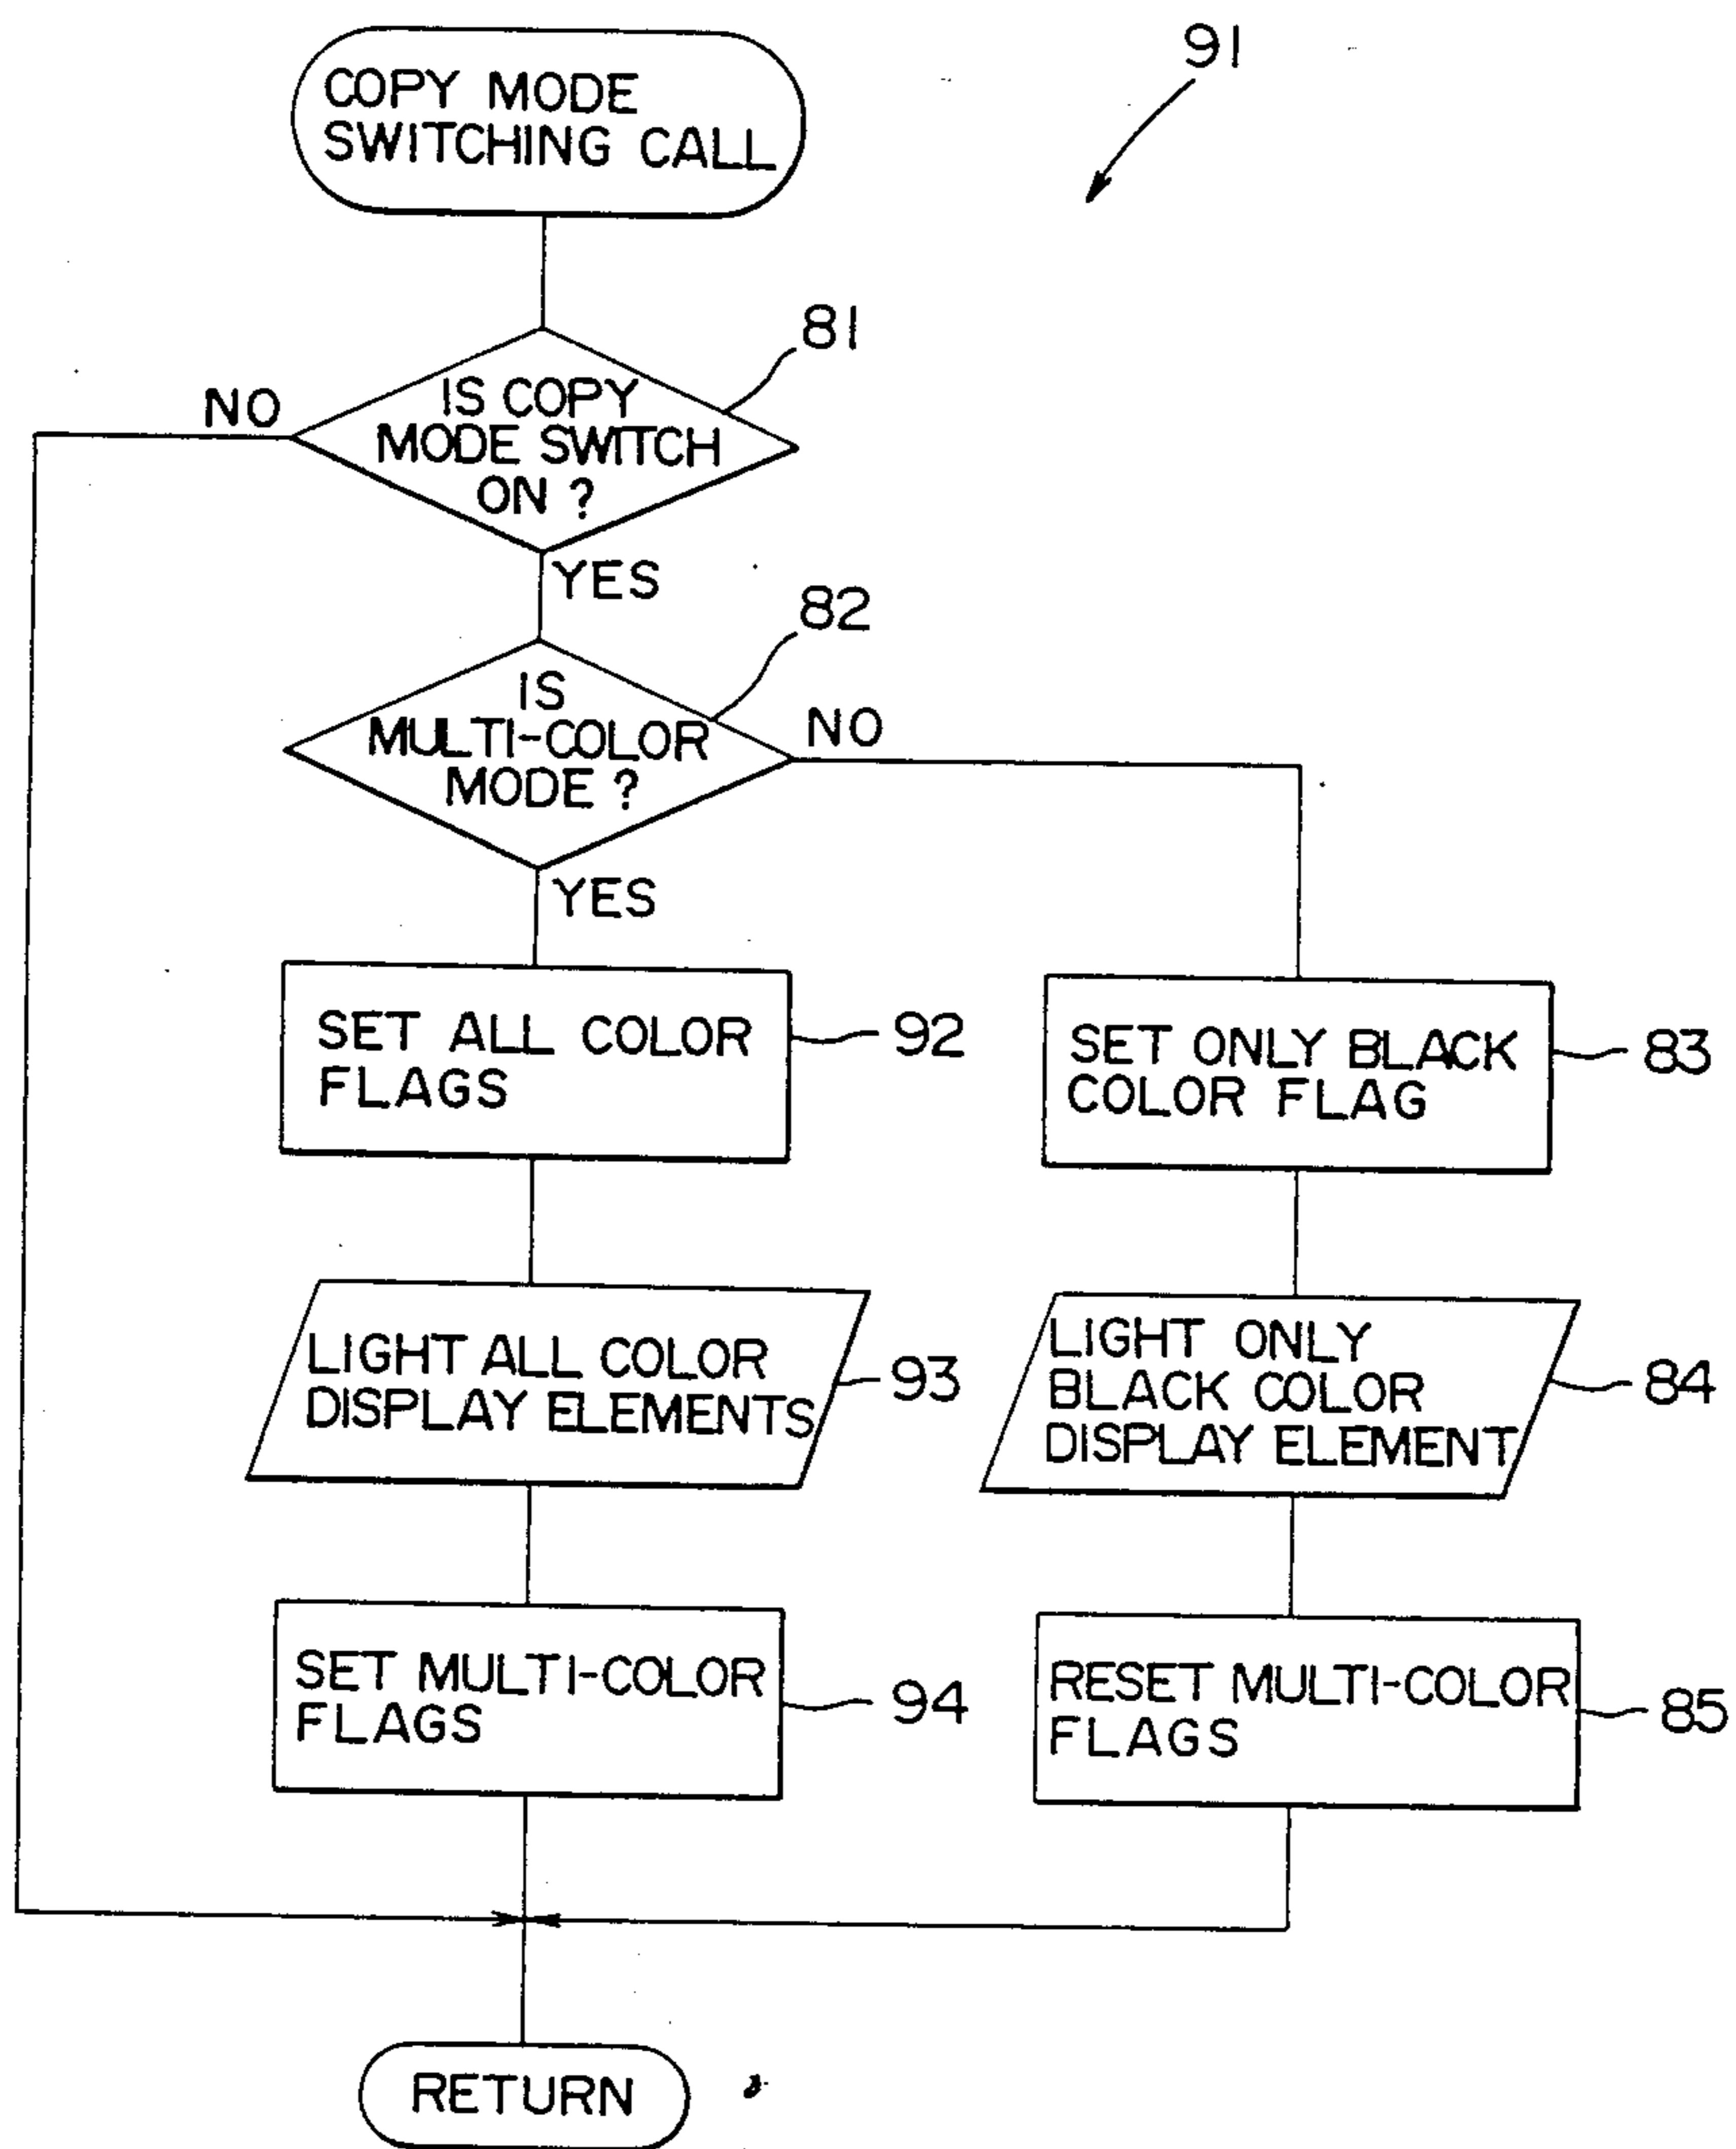 91
COPY MODE
SWITCHING CALL
81
NO
IS COPY
MODE SWITCH
ON ?
YES
82
IS
MULTI-COLOR
MODE ?
NO
YES
SET ALL COLOR
FLAGS
92
SET ONLY BLACK
COLOR FLAG
83
LIGHT ALL COLOR
DISPLAY ELEMENTS
93
LIGHT ONLY
BLACK COLOR
DISPLAY ELEMENT
84
SET MULTI-COLOR
FLAGS
94
RESET MULTI-COLOR
FLAGS
85
RETURN